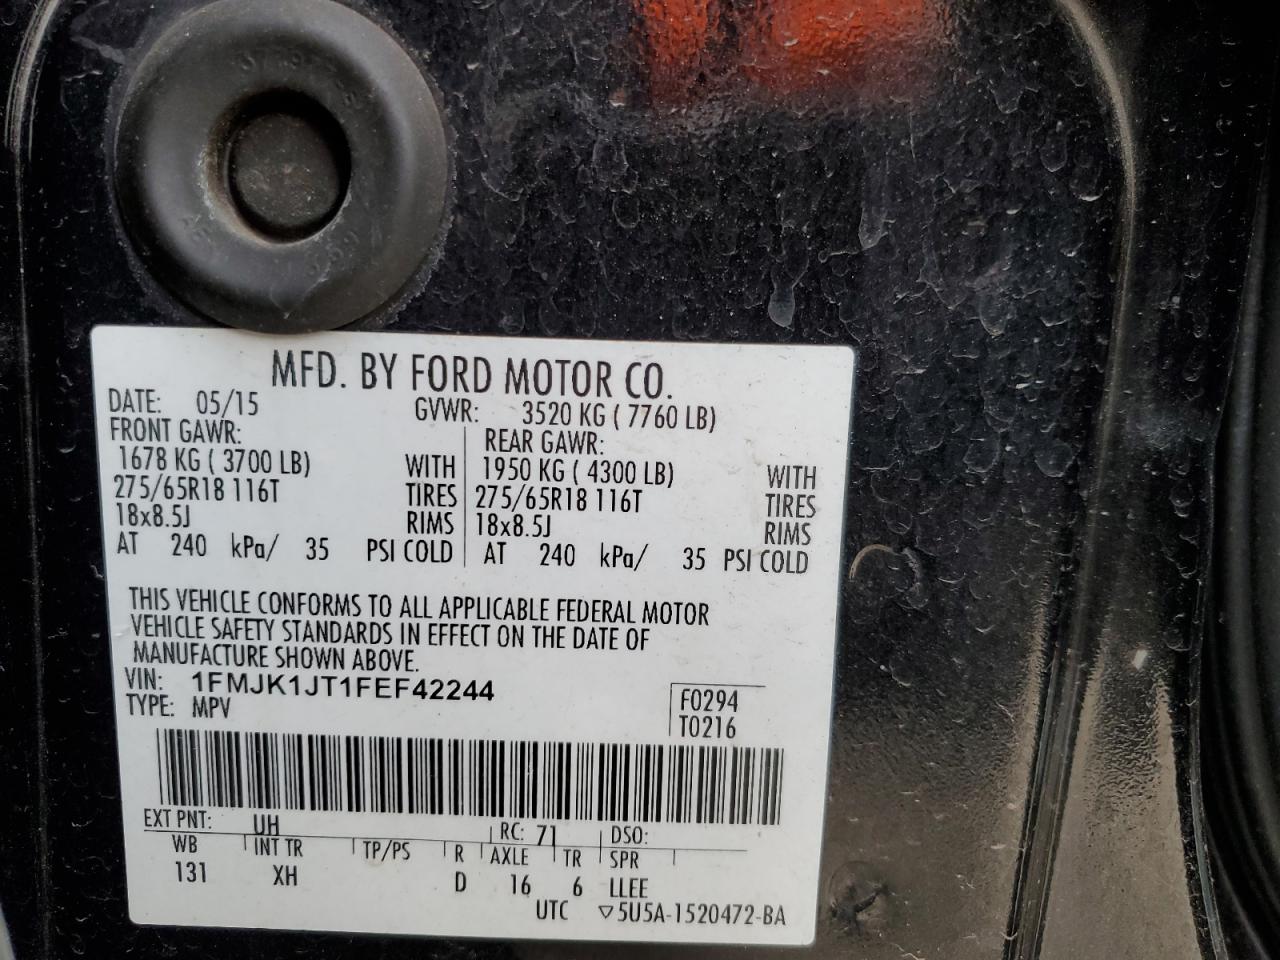 MFD. BY FORD MOTOR CO.
DATE: 05/15 GVWR: 3520 KG ( 7760 LB)
FRONT GAWR: REAR GAWR:
1678 KG ( 3700 LB) WITH 1950 KG ( 4300 LB) WITH
275/65R18 116T TIRES 275/65R18 116T TIRES
18x8.5J RIMS 18x8.5J RIMS
AT 240 kPa/ 35 PSI COLD AT 240 kPa/ 35 PSI COLD
THIS VEHICLE CONFORMS TO ALL APPLICABLE FEDERAL MOTOR
VEHICLE SAFETY STANDARDS IN EFFECT ON THE DATE OF
MANUFACTURE SHOWN ABOVE.
VIN: 1FMJK1JT1FEF42244
TYPE: MPV
F0294
T0216
EXT PNT: UH RC: 71 DSO:
WB INT TR TP/PS R AXLE TR SPR
131 XH D 16 6 LLEE
UTC ▽5U5A-1520472-BA